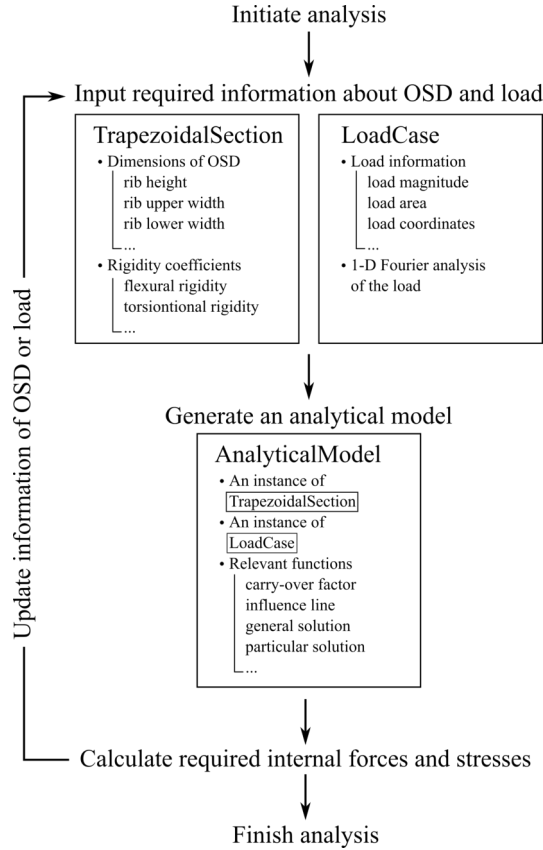 Initiate analysis
Input required information about OSD and load
TrapezoidalSection
• Dimensions of OSD
rib height
rib upper width
rib lower width
...
• Rigidity coefficients
flexural rigidity
torsiontional rigidity
...
LoadCase
• Load information
load magnitude
load area
load coordinates
...
• 1-D Fourier analysis
of the load
Update information of OSD or load
Generate an analytical model
AnalyticalModel
• An instance of
TrapezoidalSection
• An instance of
LoadCase
• Relevant functions
carry-over factor
influence line
general solution
particular solution
...
Calculate required internal forces and stresses
Finish analysis